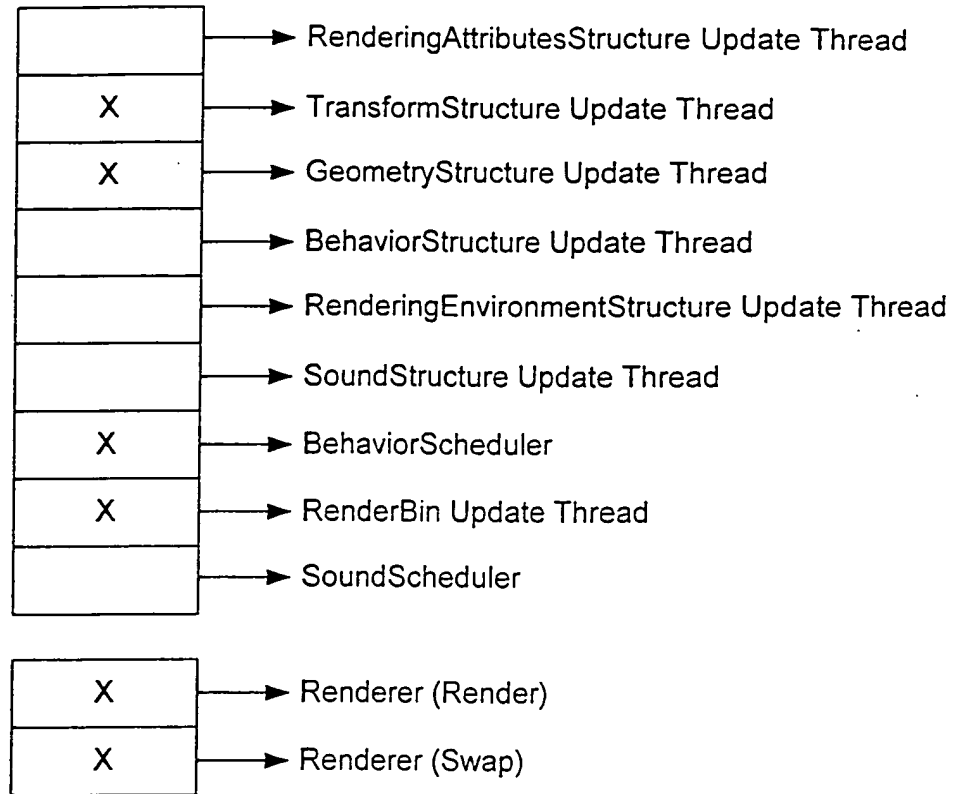 RenderingAttributesStructure Update Thread
X TransformStructure Update Thread
X GeometryStructure Update Thread
BehaviorStructure Update Thread
RenderingEnvironmentStructure Update Thread
SoundStructure Update Thread
X BehaviorScheduler
X RenderBin Update Thread
SoundScheduler
X Renderer (Render)
X Renderer (Swap)